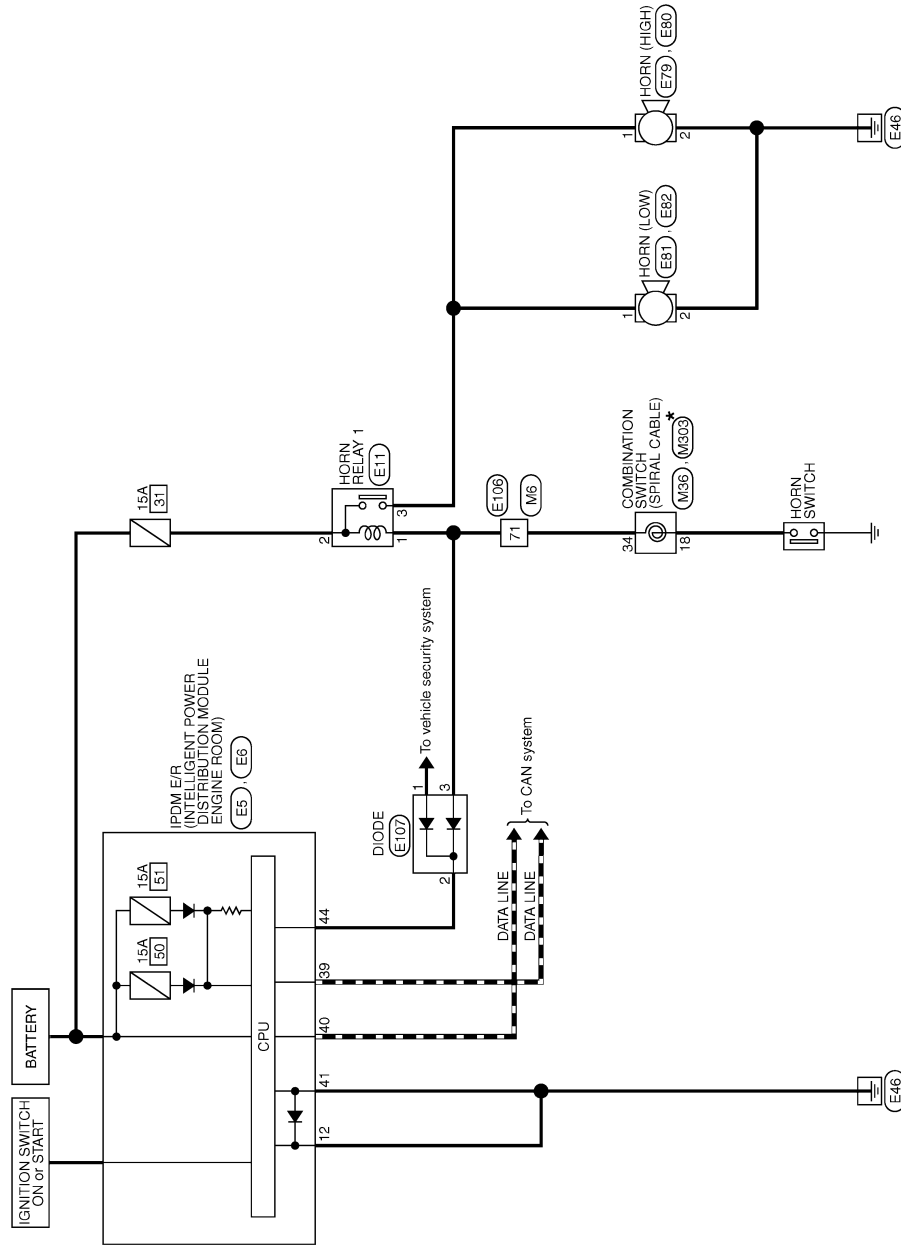 IGNITION SWITCH
ON or START
BATTERY
15A
50
15A
51
IPDM E/R
(INTELLIGENT POWER
DISTRIBUTION MODULE
ENGINE ROOM)
E5 , E6
CPU
12
41
40
39
44
E46
DATA LINE
DATA LINE
To CAN system
DIODE
E107
2
1
3
To vehicle security system
15A
31
HORN
RELAY 1
E11
2
1
3
71
E106
M6
COMBINATION
SWITCH
(SPIRAL CABLE)
M36 , M303 *
34
18
HORN
SWITCH
HORN (LOW)
E81 , E82
1
2
HORN (HIGH)
E79 , E80
1
2
E46